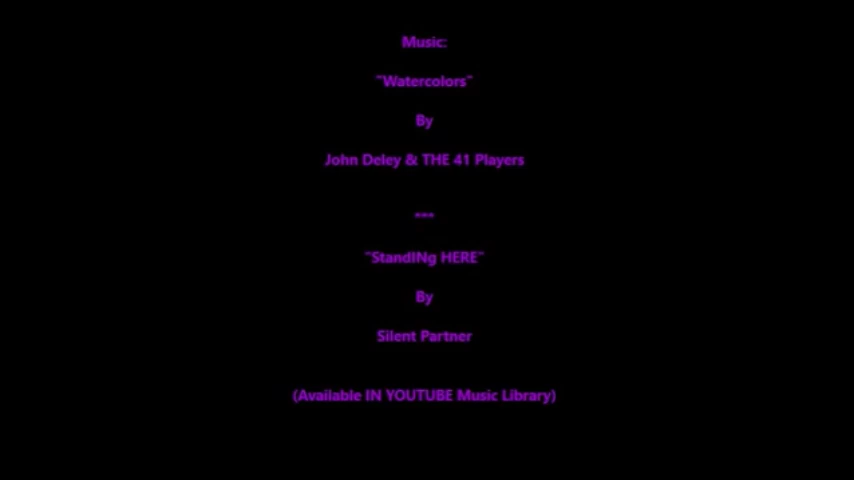 Music:
"Watercolors"
By
John Deley & THE 41 Players
---
"StandINg HERE"
By
Silent Partner
(Available IN YOUTUBE Music Library)